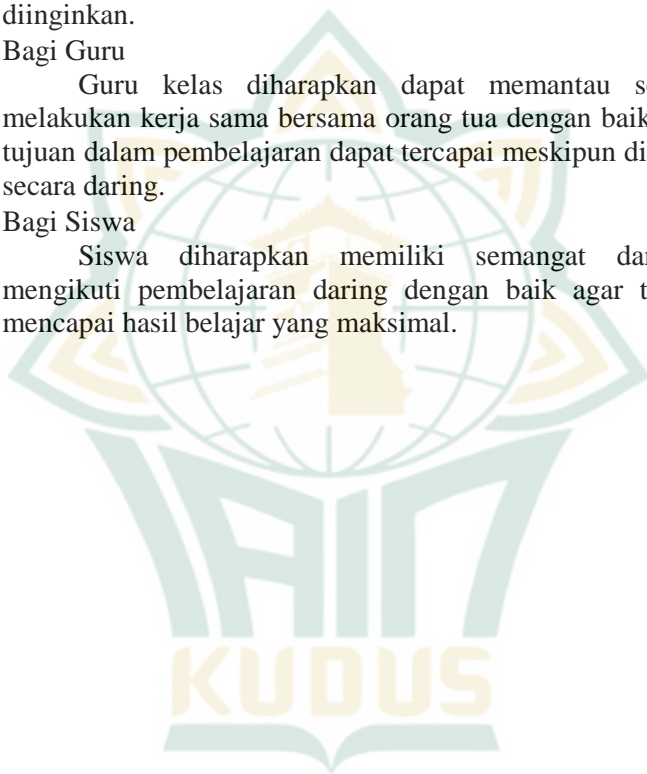 diinginkan.
Bagi Guru
Guru kelas diharapkan dapat memantau
melakukan kerja sama bersama orang tua dengan baik
tujuan dalam pembelajaran dapat tercapai meskipun
secara daring.
Bagi Siswa
Siswa diharapkan memiliki semangat
mengikuti pembelajaran daring dengan baik agar
mencapai hasil belajar yang maksimal.
IAIN
KUDUS